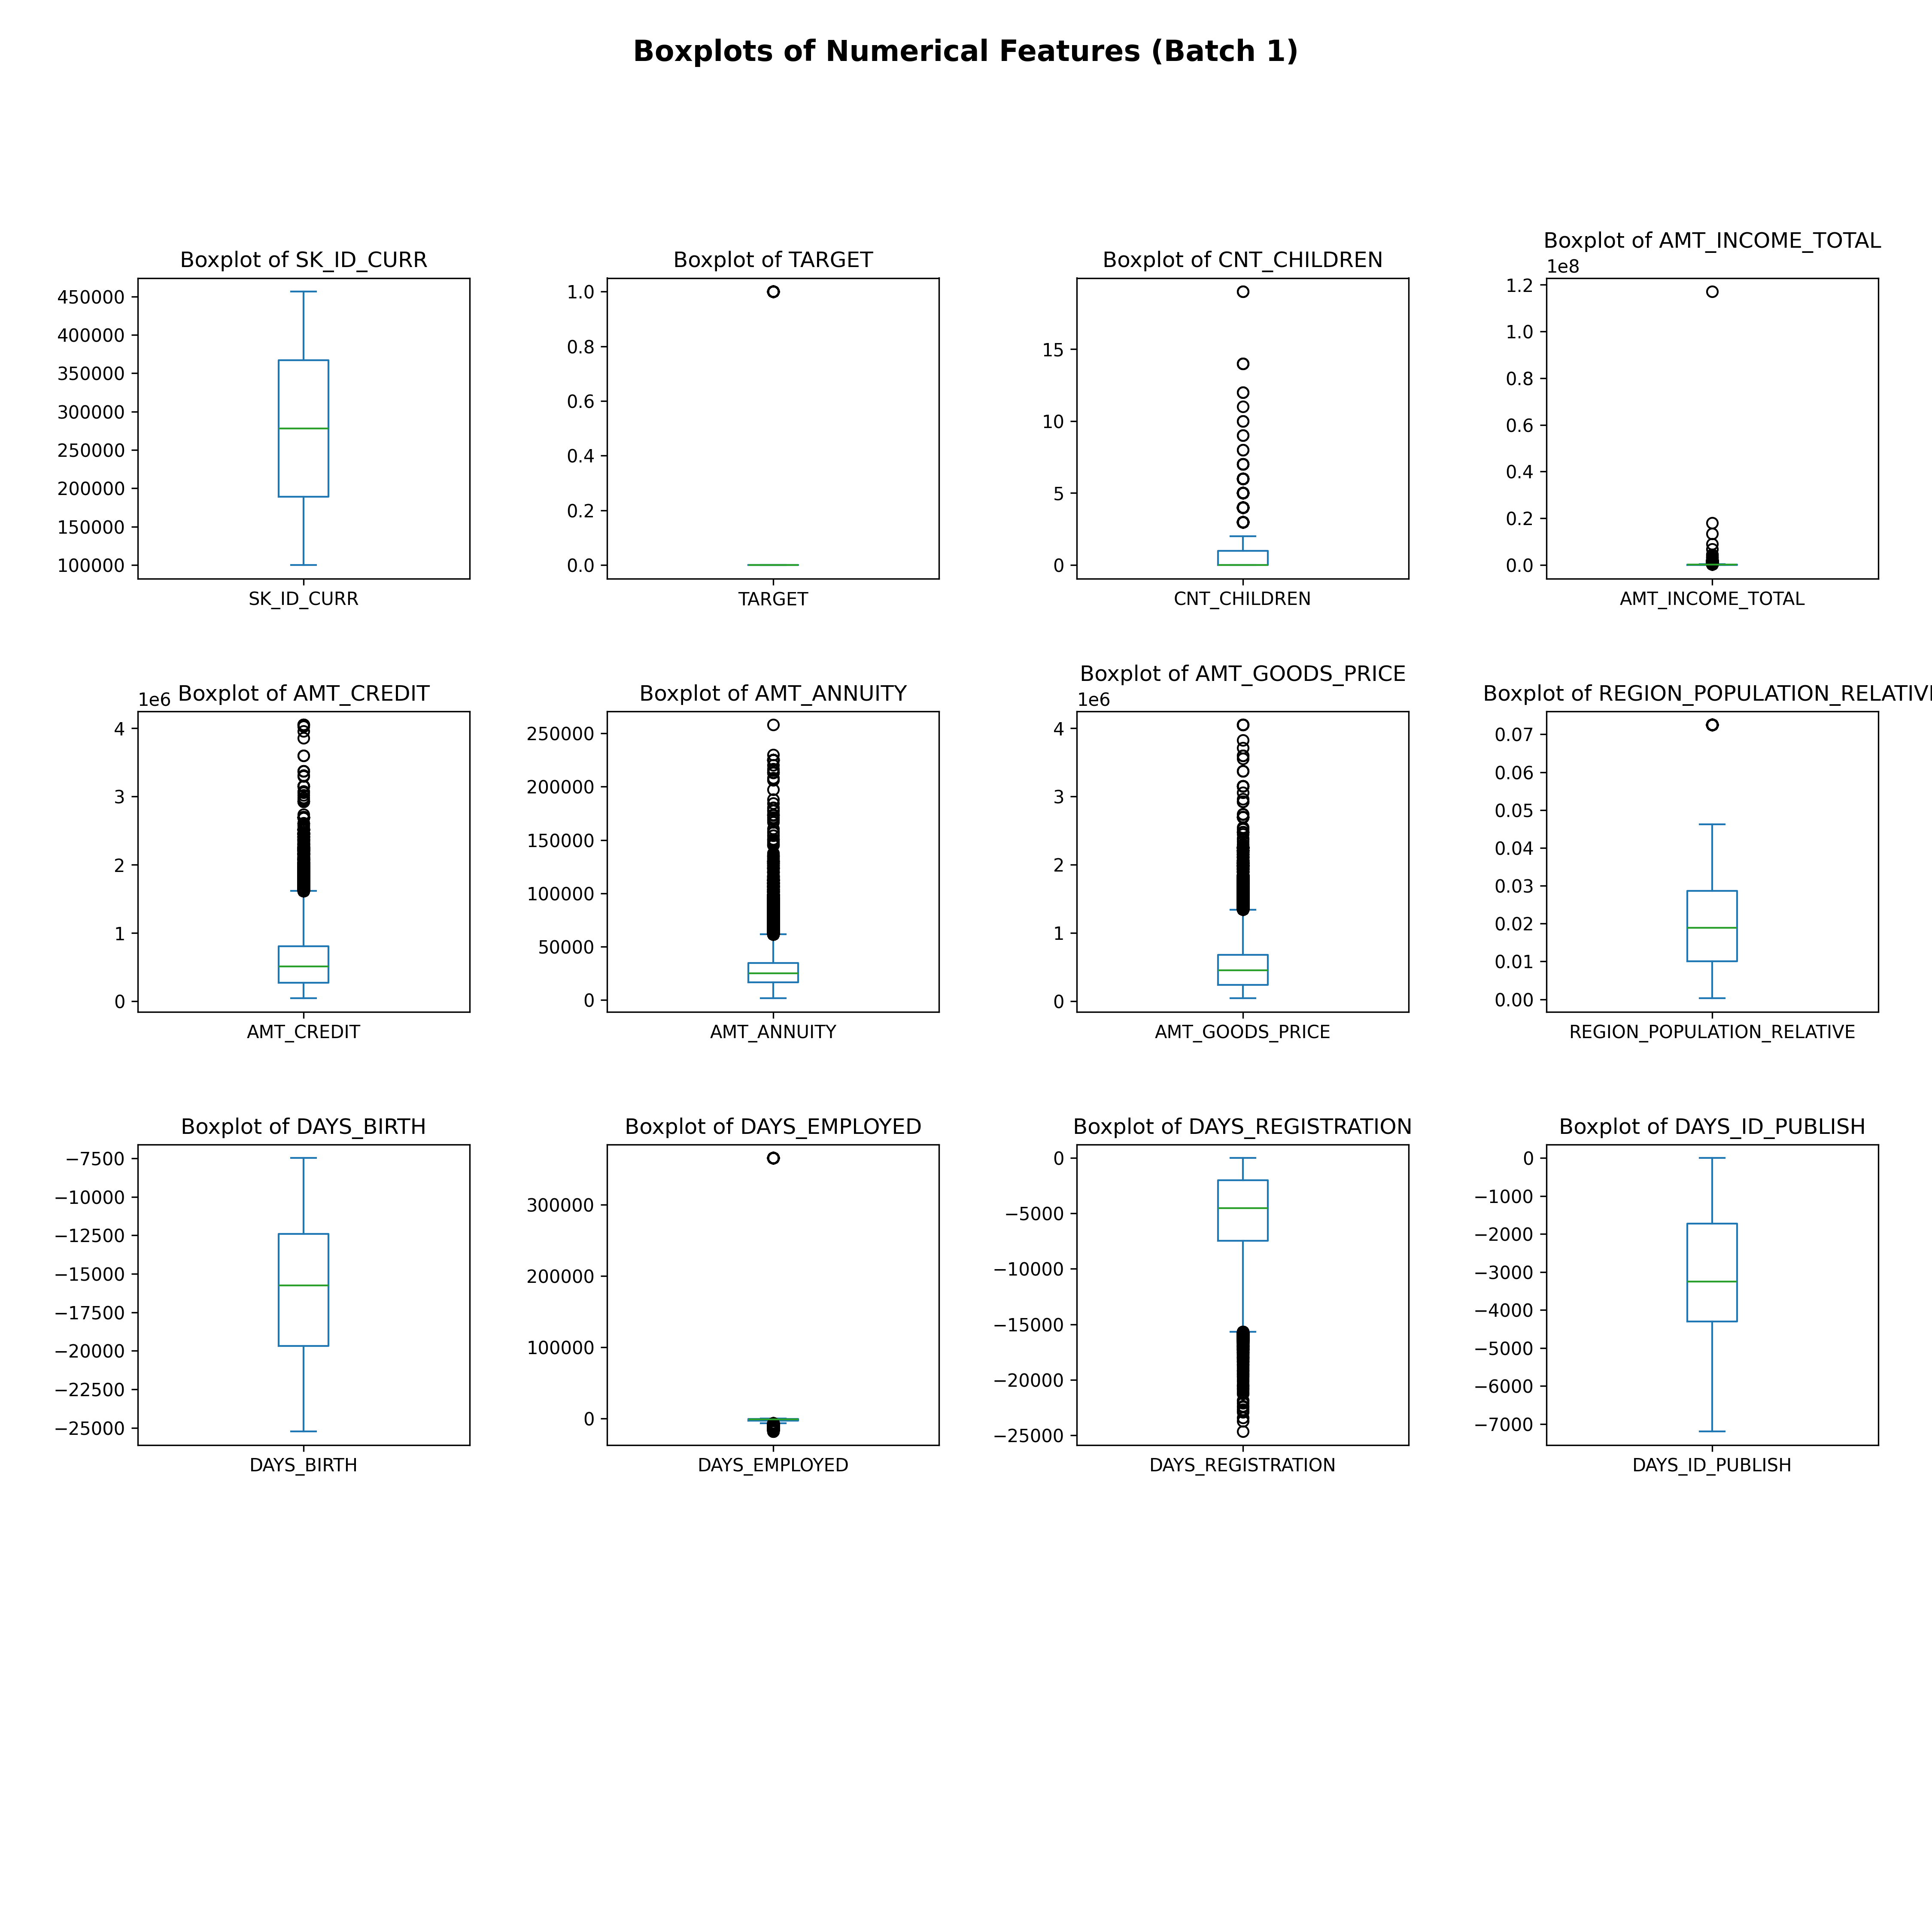 Boxplots of Numerical Features (Batch 1)
Boxplot of SK_ID_CURR
450000
400000
350000
300000
250000
200000
150000
100000
SK_ID_CURR
Boxplot of TARGET
1.0
0.8
0.6
0.4
0.2
0.0
TARGET
Boxplot of CNT_CHILDREN
15
10
5
0
CNT_CHILDREN
Boxplot of AMT_INCOME_TOTAL
1e8
1.2
1.0
0.8
0.6
0.4
0.2
0.0
AMT_INCOME_TOTAL
1e6 Boxplot of AMT_CREDIT
4
3
2
1
0
AMT_CREDIT
Boxplot of AMT_ANNUITY
250000
200000
150000
100000
50000
0
AMT_ANNUITY
Boxplot of AMT_GOODS_PRICE
1e6
4
3
2
1
0
AMT_GOODS_PRICE
Boxplot of REGION_POPULATION_RELATIV
0.07
0.06
0.05
0.04
0.03
0.02
0.01
0.00
REGION_POPULATION_RELATIVE
Boxplot of DAYS_BIRTH
−7500
−10000
−12500
−15000
−17500
−20000
−22500
−25000
DAYS_BIRTH
Boxplot of DAYS_EMPLOYED
300000
200000
100000
0
DAYS_EMPLOYED
Boxplot of DAYS_REGISTRATION
0
−5000
−10000
−15000
−20000
−25000
DAYS_REGISTRATION
Boxplot of DAYS_ID_PUBLISH
0
−1000
−2000
−3000
−4000
−5000
−6000
−7000
DAYS_ID_PUBLISH